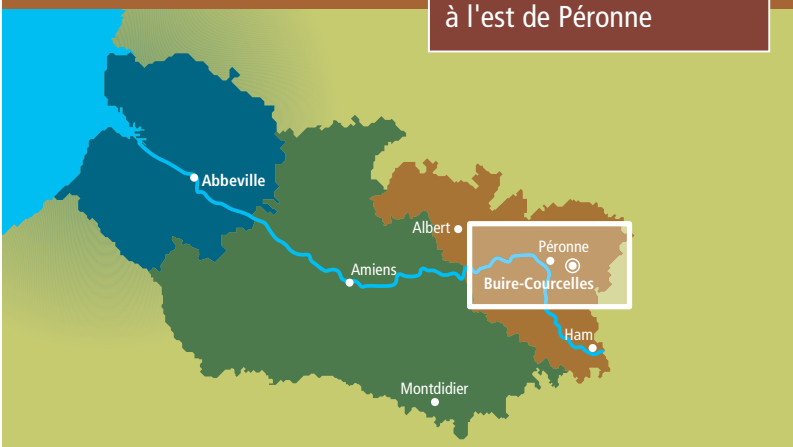 à l'est de Péronne
Abbeville
Albert
Péronne
Amiens
Buire-Courcelles
Ham
Montdidier